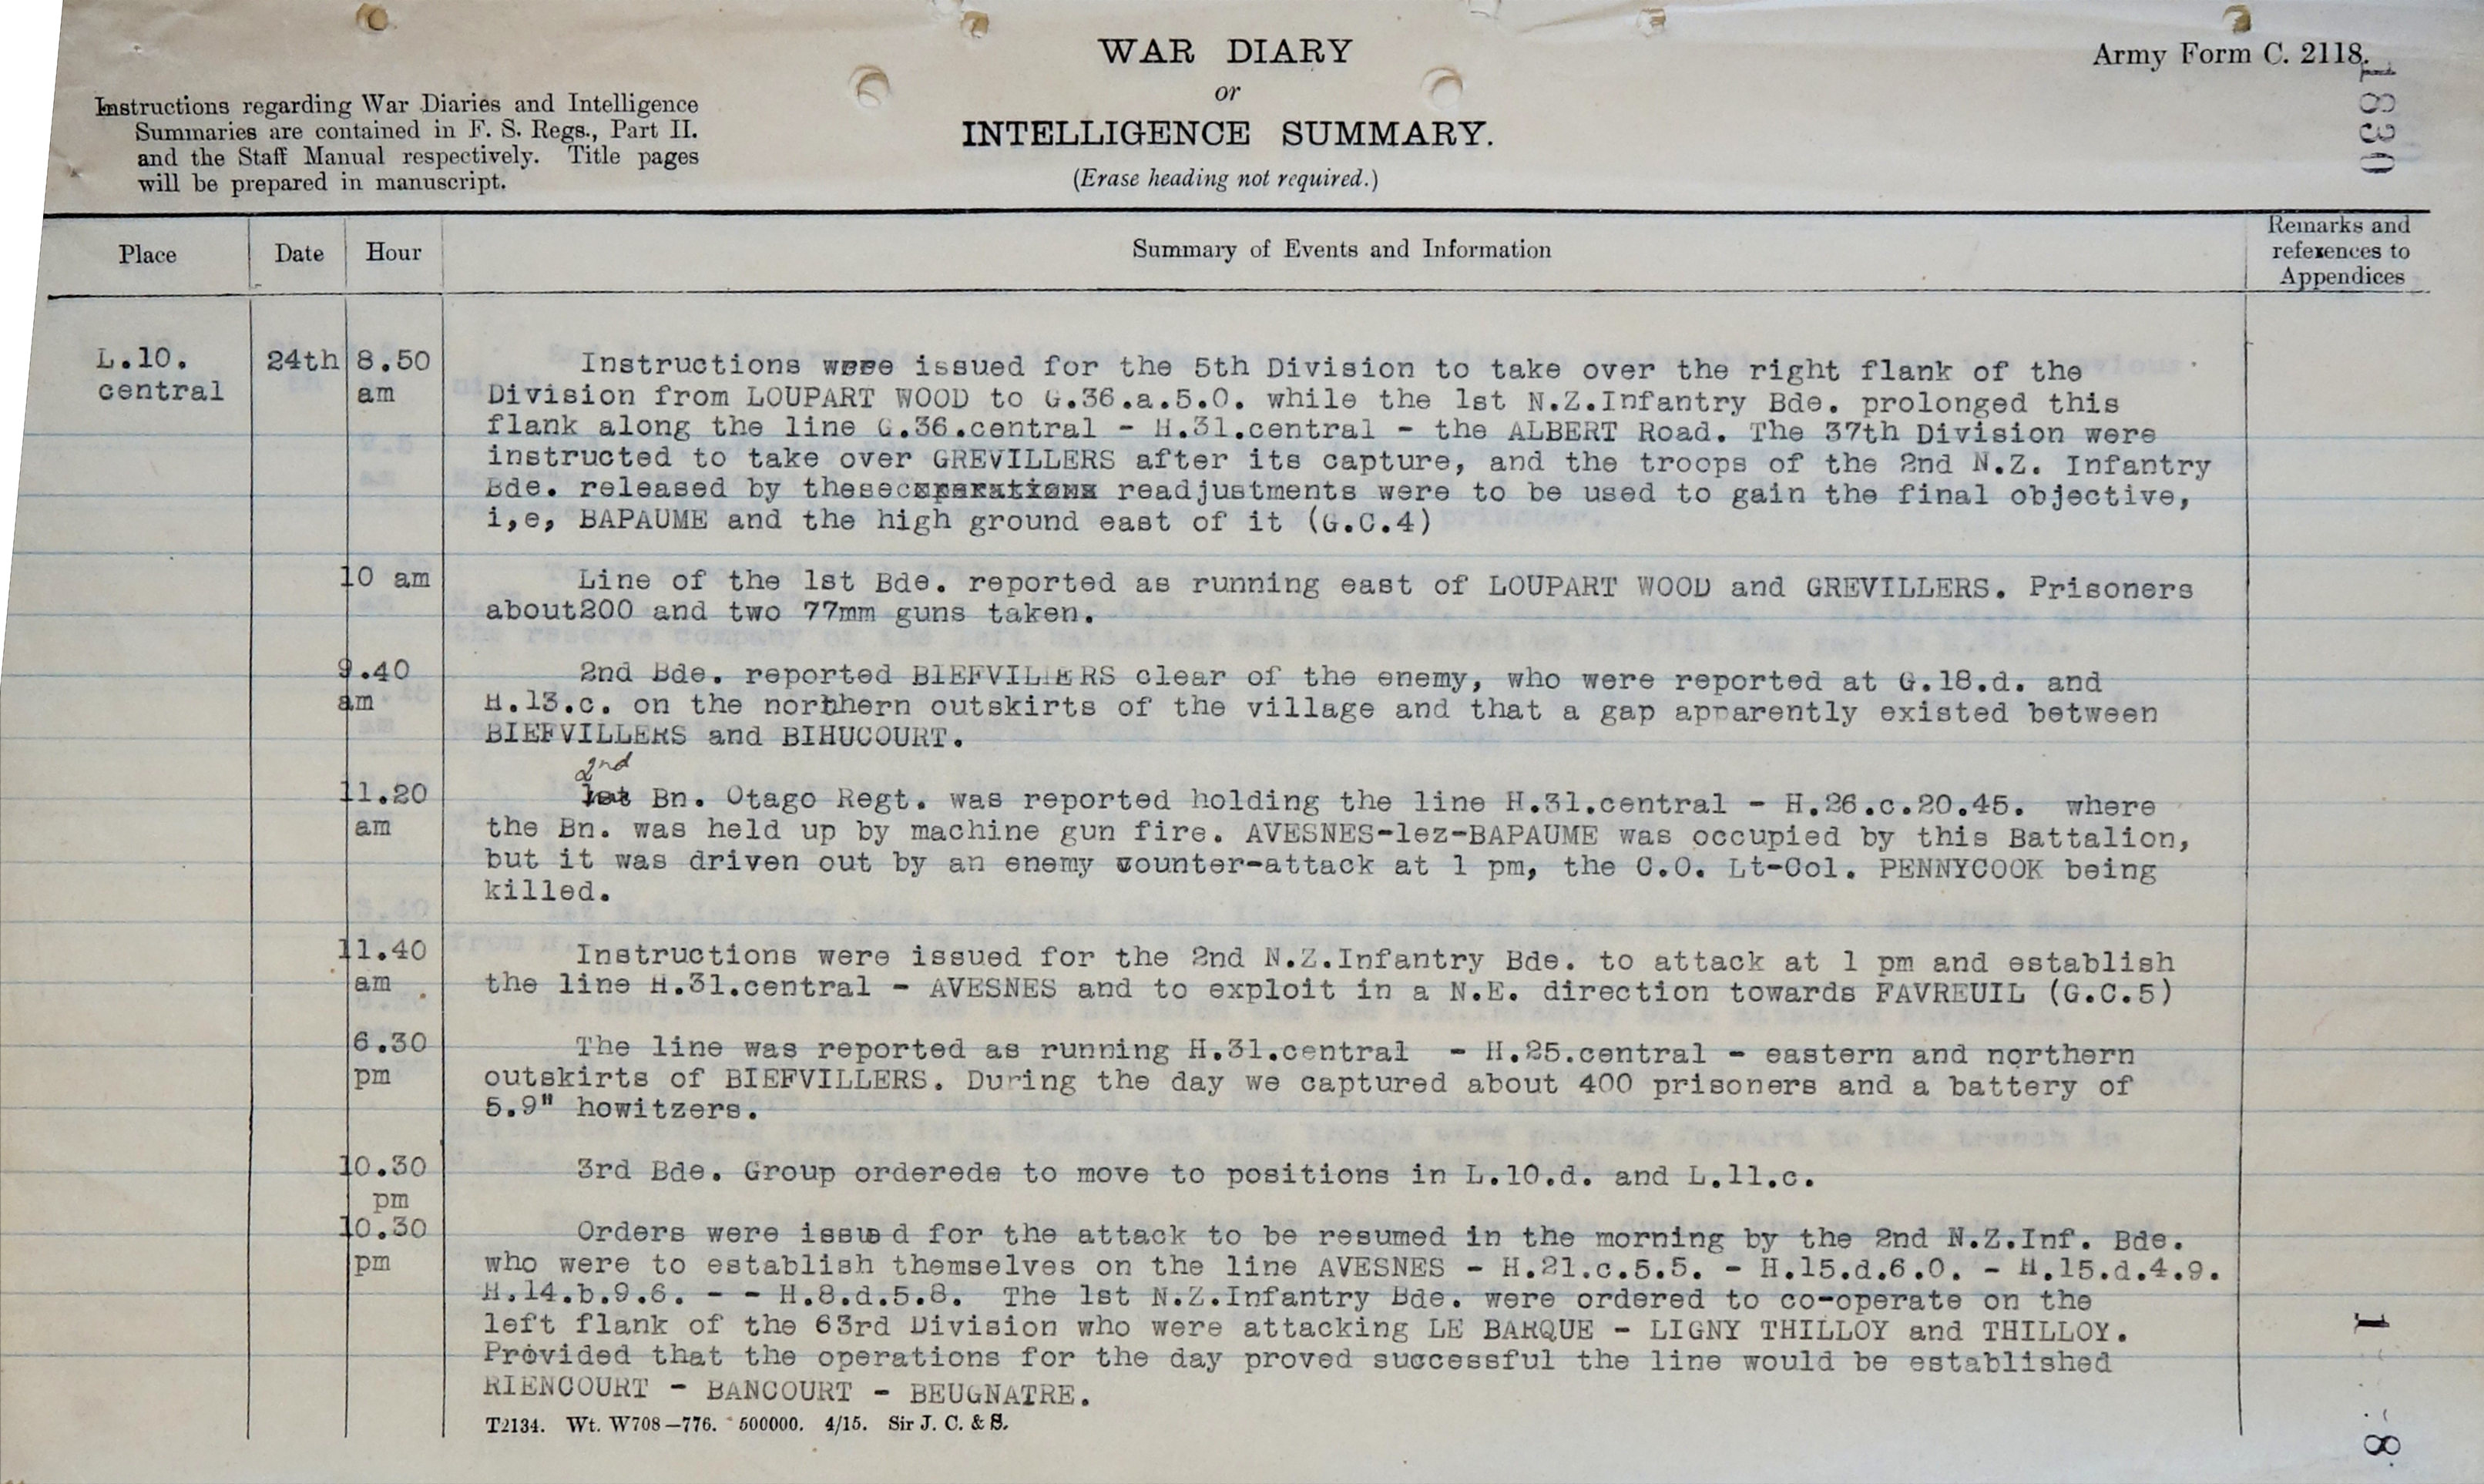 WAR DIARY
or
INTELLIGENCE SUMMARY.
(Erase heading not required.)
Army Form C. 2118.
1830
Instructions regarding War Diaries and Intelligence
Summaries are contained in F. S. Regs., Part II.
and the Staff Manual respectively. Title pages
will be prepared in manuscript.
Place
Date
Hour
Summary of Events and Information
Remarks and
references to
Appendices
L.10.
central
24th
8.50
am
Instructions were issued for the 5th Division to take over the right flank of the
Division from LOUPART WOOD to G.36.a.5.0. while the 1st N.Z.Infantry Bde. prolonged this
flank along the line G.36.central - H.31.central - the ALBERT Road. The 37th Division were
instructed to take over GREVILLERS after its capture, and the troops of the 2nd N.Z. Infantry
Bde. released by these readjustments were to be used to gain the final objective,
i,e, BAPAUME and the high ground east of it (G.C.4)
10 am
Line of the 1st Bde. reported as running east of LOUPART WOOD and GREVILLERS. Prisoners
about200 and two 77mm guns taken.
9.40
am
2nd Bde. reported BIEFVILLERS clear of the enemy, who were reported at G.18.d. and
H.13.c. on the northern outskirts of the village and that a gap apparently existed between
BIEFVILLERS and BIHUCOURT.
11.20
am
2nd
1st Bn. Otago Regt. was reported holding the line H.31.central - H.26.c.20.45. where
the Bn. was held up by machine gun fire. AVESNES-lez-BAPAUME was occupied by this Battalion,
but it was driven out by an enemy counter-attack at 1 pm, the C.O. Lt-Col. PENNYCOOK being
killed.
11.40
am
Instructions were issued for the 2nd N.Z.Infantry Bde. to attack at 1 pm and establish
the line H.31.central - AVESNES and to exploit in a N.E. direction towards FAVREUIL (G.C.5)
6.30
pm
The line was reported as running H.31.central - H.25.central - eastern and northern
outskirts of BIEFVILLERS. During the day we captured about 400 prisoners and a battery of
5.9" howitzers.
10.30
pm
3rd Bde. Group orderede to move to positions in L.10.d. and L.11.c.
10.30
pm
Orders were issued for the attack to be resumed in the morning by the 2nd N.Z.Inf. Bde.
who were to establish themselves on the line AVESNES - H.21.c.5.5. - H.15.d.6.0. - H.15.d.4.9.
H.14.b.9.6. - - H.8.d.5.8. The 1st N.Z.Infantry Bde. were ordered to co-operate on the
left flank of the 63rd Division who were attacking LE BARQUE - LIGNY THILLOY and THILLOY.
Provided that the operations for the day proved successful the line would be established
RIENCOURT - BANCOURT - BEUGNATRE.
T2134. Wt. W708—776. 500000. 4/15. Sir J. C. & S.
1
8